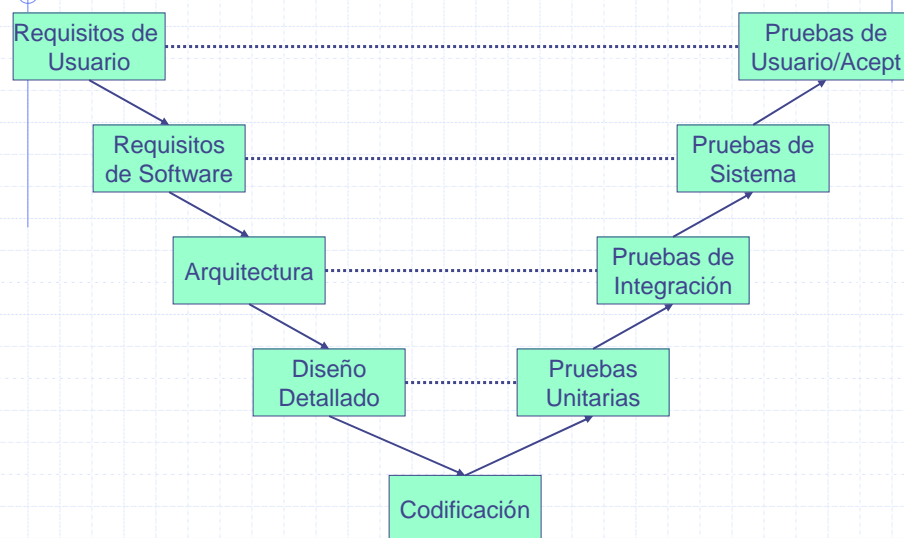 Requisitos de
Usuario
Pruebas de
Usuario/Acept
Requisitos
de Software
Pruebas de
Sistema
Arquitectura
Pruebas de
Integración
Diseño
Detallado
Pruebas
Unitarias
Codificación